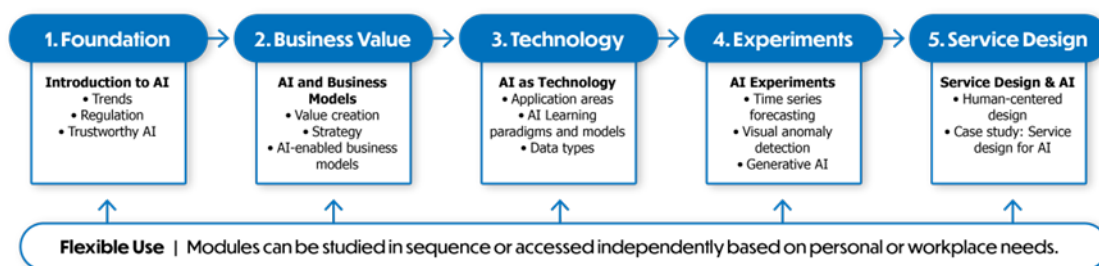 1. Foundation
Introduction to AI
• Trends
• Regulation
• Trustworthy AI
2. Business Value
AI and Business
Models
• Value creation
• Strategy
• AI-enabled business
models
3. Technology
AI as Technology
• Application areas
• AI Learning
paradigms and models
• Data types
4. Experiments
AI Experiments
• Time series
forecasting
• Visual anomaly
detection
• Generative AI
5. Service Design
Service Design & AI
• Human-centered
design
• Case study: Service
design for AI
Flexible Use | Modules can be studied in sequence or accessed independently based on personal or workplace needs.